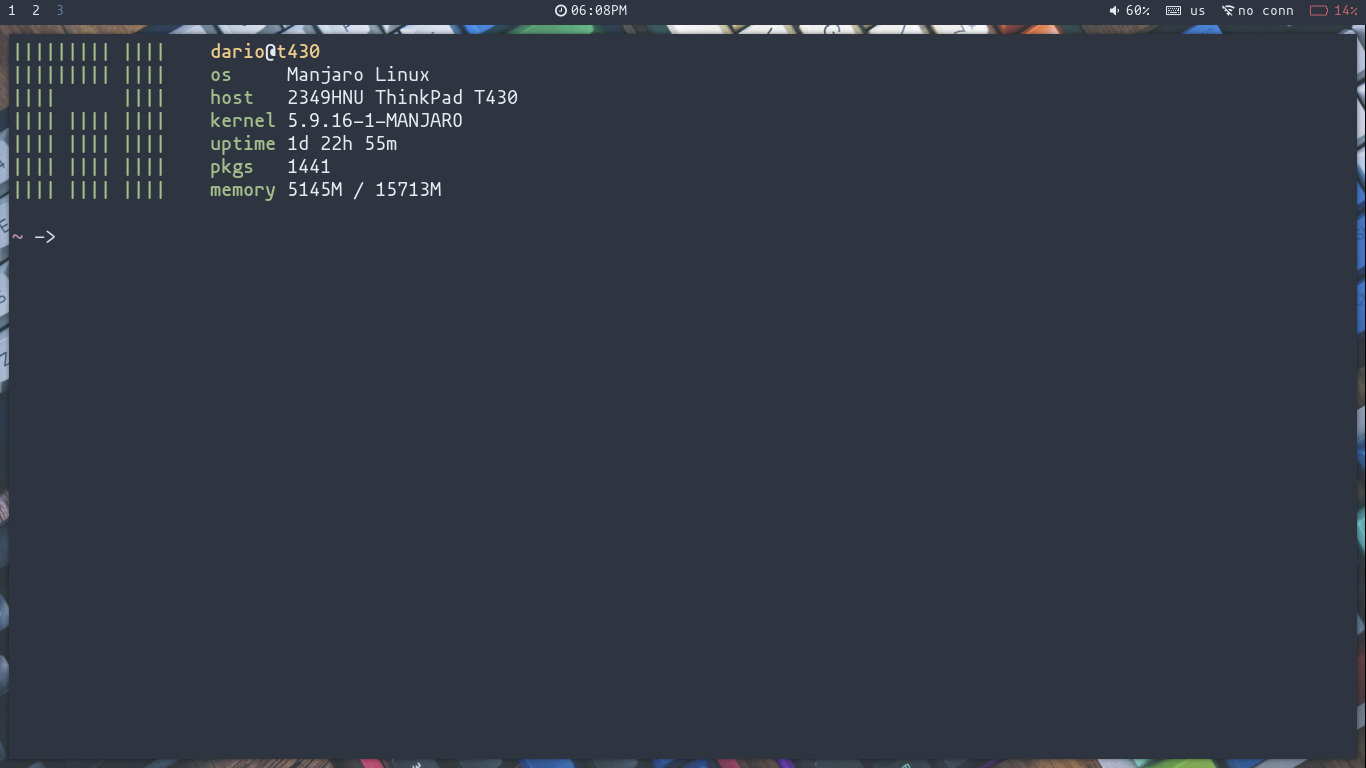 1 2 3 06:08PM 60% us no conn 14%
||||||||| |||| dario@t430
||||||||| |||| os Manjaro Linux
|||| |||| host 2349HNU ThinkPad T430
|||| |||| |||| kernel 5.9.16-1-MANJARO
|||| |||| |||| uptime 1d 22h 55m
|||| |||| |||| pkgs 1441
|||| |||| |||| memory 5145M / 15713M
~ ->